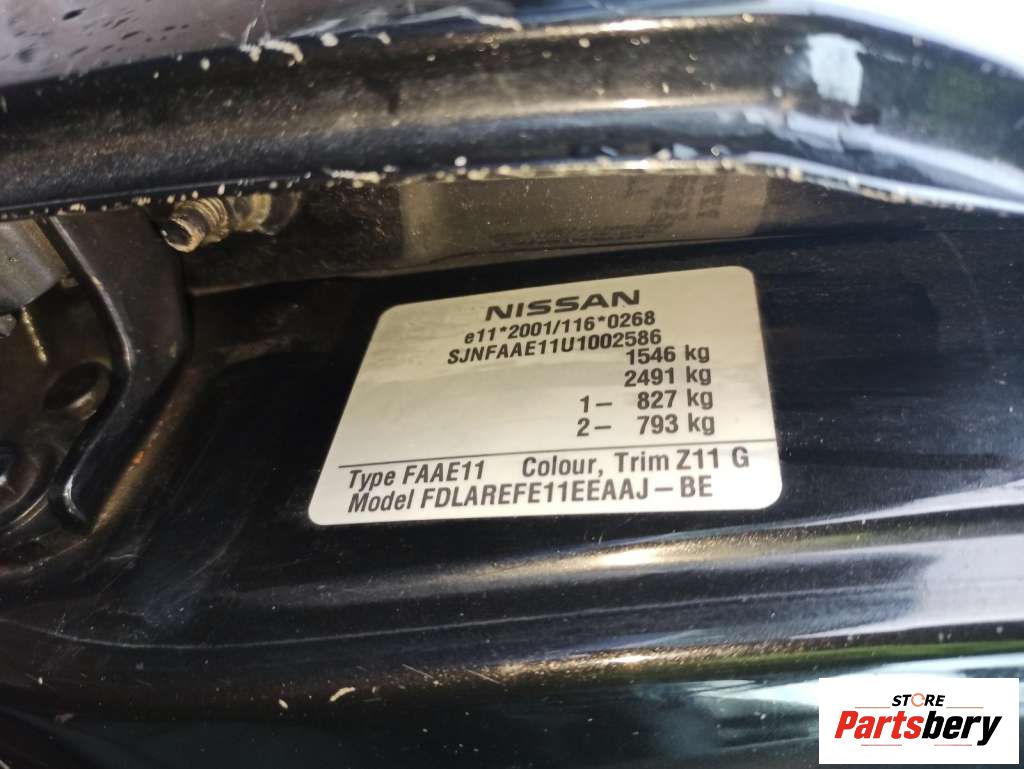 NISSAN
e11*2001/116*0268
SJNFAAE11U1002586
1546 kg
2491 kg
1– 827 kg
2– 793 kg
Type FAAE11 Colour, Trim Z11 G
Model FDLAREFE11EEAAJ–BE
STORE
Partsbery